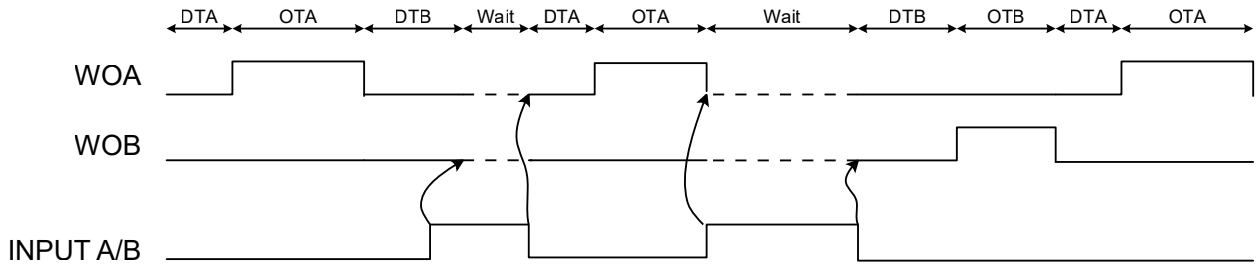 DTA OTA DTB Wait DTA OTA Wait DTB OTB DTA OTA
WOA
WOB
INPUT A/B